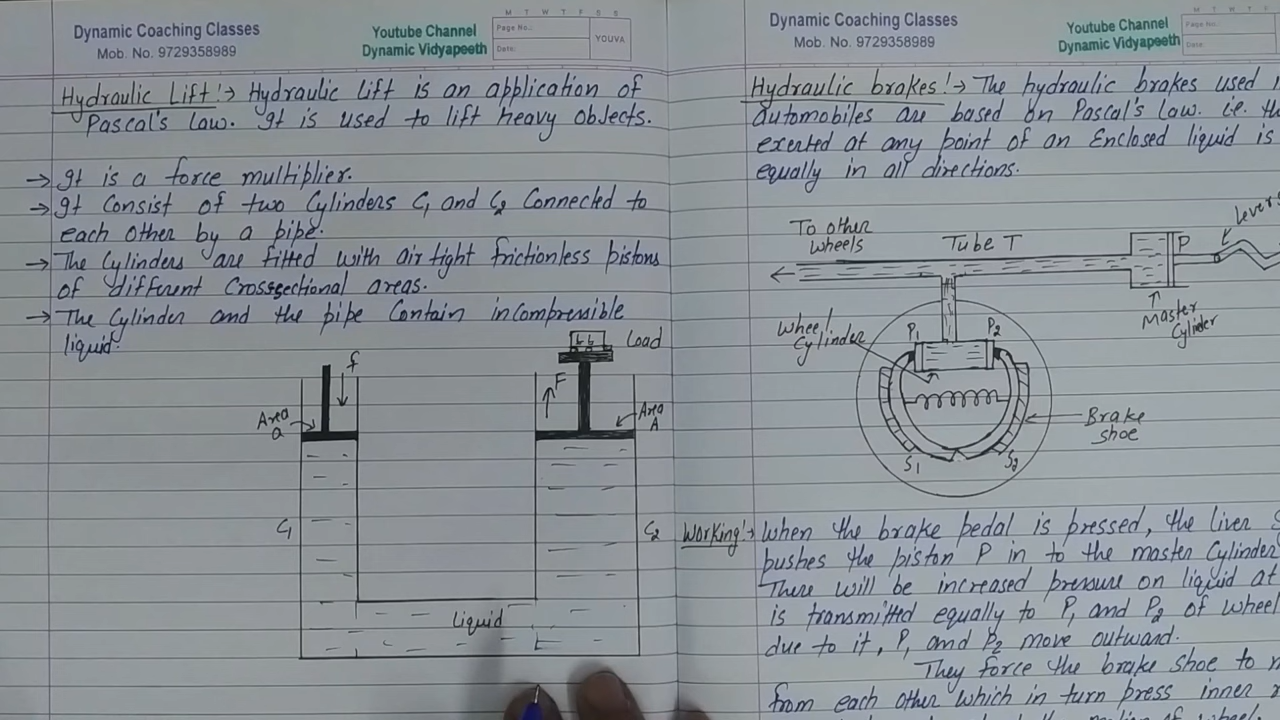 Dynamic Coaching Classes
Mob. No. 9729358989
Youtube Channel
Dynamic Vidyapeeth
M T W T F S S
Page No.:
Date:
YOUVA
Hydraulic Lift:→ Hydraulic Lift is an application of
Pascal's Law. It is used to lift heavy objects.
→ It is a force multiplier.
→ It Consist of two Cylinders C1 and C2 Connected to
each other by a pipe.
→ The Cylinders are fitted with air tight frictionless pistons
of different Crosssectional areas.
→ The Cylinder and the pipe Contain incompressible
liquid.
Load
f
F
Area
a
Area
A
C1
C2
Liquid
Dynamic Coaching Classes
Mob. No. 9729358989
Youtube Channel
Dynamic Vidyapeeth
M T W T F
Page No.:
Date:
Hydraulic brakes!→ The hydraulic brakes used
automobiles are based on Pascal's Law. i.e.
exerted at any point of an Enclosed liquid is
equally in all directions.
To other
wheels
Tube T
P
Lever
Master
Cylinder
Wheel
Cylinder
P1
P2
Brake
shoe
S1
S2
Working:→ When the brake pedal is pressed, the liver
pushes the piston P in to the master Cylinder
There will be increased pressure on liquid at
is transmitted equally to P1 and P2 of wheel
due to it, P1 and P2 move outward.
They force the brake shoe to
from each other which in turn press inner
of wheel.